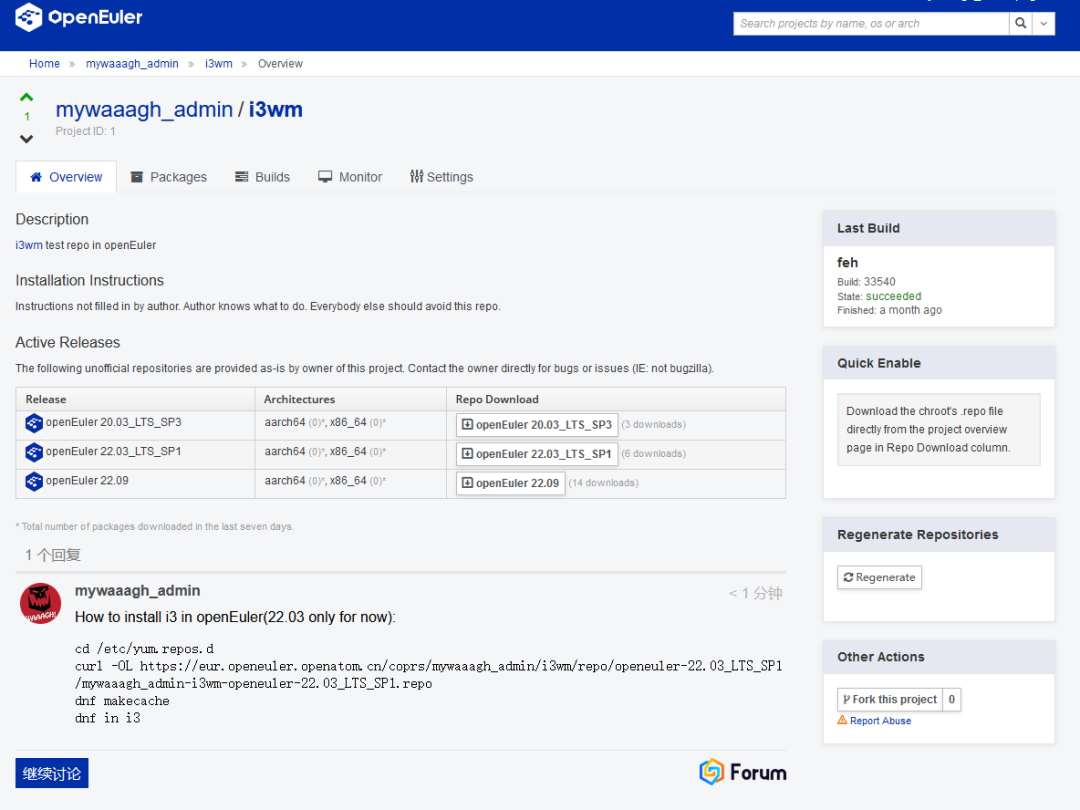 OpenEuler
Search projects by name, os or arch
Home » mywaaagh_admin » i3wm » Overview
1
mywaaagh_admin / i3wm
Project ID: 1
Overview Packages Builds Monitor Settings
Description
i3wm test repo in openEuler
Installation Instructions
Instructions not filled in by author. Author knows what to do. Everybody else should avoid this repo.
Active Releases
The following unofficial repositories are provided as-is by owner of this project. Contact the owner directly for bugs or issues (IE: not bugzilla).
Release Architectures Repo Download
openEuler 20.03_LTS_SP3 aarch64 (0)*, x86_64 (0)* openEuler 20.03_LTS_SP3 (3 downloads)
openEuler 22.03_LTS_SP1 aarch64 (0)*, x86_64 (0)* openEuler 22.03_LTS_SP1 (6 downloads)
openEuler 22.09 aarch64 (0)*, x86_64 (0)* openEuler 22.09 (14 downloads)
* Total number of packages downloaded in the last seven days.
1 个回复
mywaaagh_admin < 1 分钟
WAAAGH!
How to install i3 in openEuler(22.03 only for now):
cd /etc/yum.repos.d
curl -OL https://eur.openeuler.openatom.cn/coprs/mywaaagh_admin/i3wm/repo/openeuler-22.03_LTS_SP1
/mywaaagh_admin-i3wm-openeuler-22.03_LTS_SP1.repo
dnf makecache
dnf in i3
继续讨论
Forum
Last Build
feh
Build: 33540
State: succeeded
Finished: a month ago
Quick Enable
Download the chroot's .repo file
directly from the project overview
page in Repo Download column.
Regenerate Repositories
Regenerate
Other Actions
Fork this project 0
Report Abuse